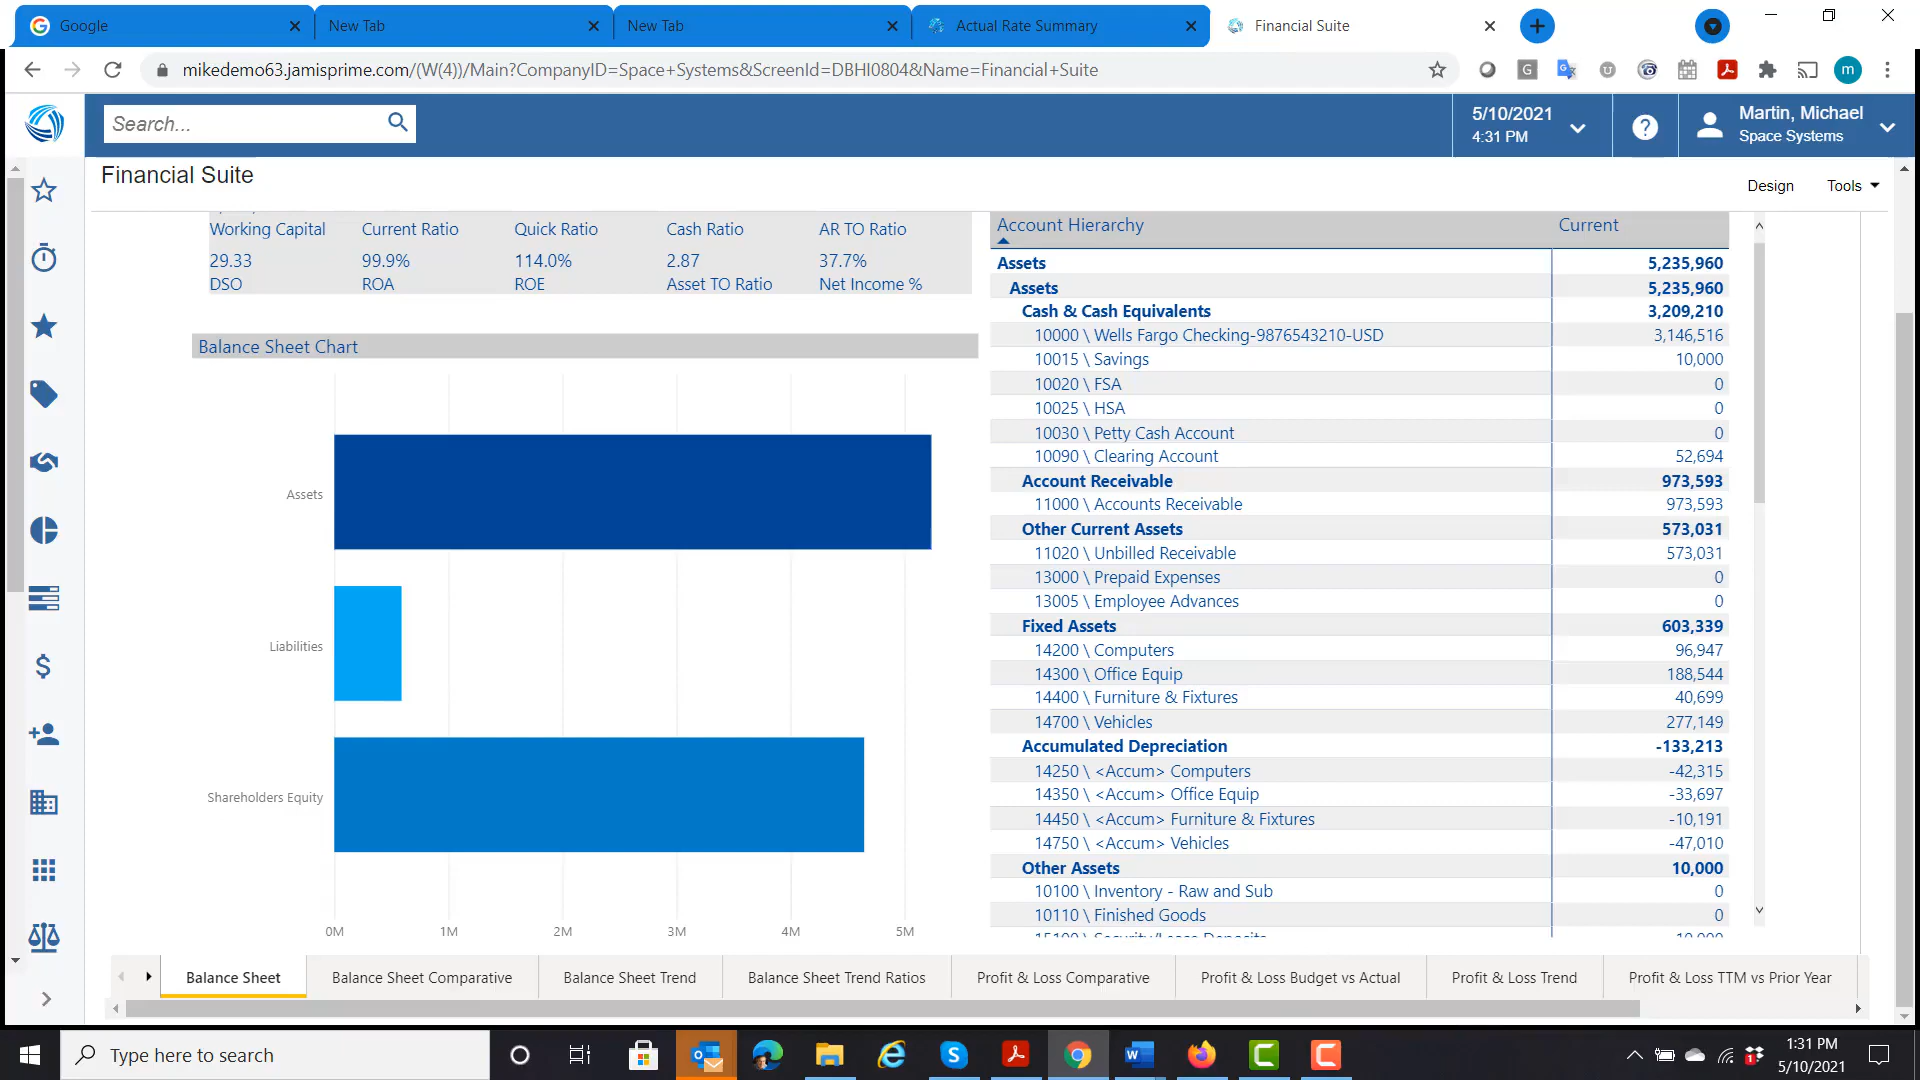 Google
New Tab
New Tab
Actual Rate Summary
Financial Suite
mikedemo63.jamisprime.com/(W(4))/Main?CompanyID=Space+Systems&ScreenId=DBHI0804&Name=Financial+Suite
m
Search...
5/10/2021
4:31 PM
Martin, Michael
Space Systems
Financial Suite
Design
Tools
Working Capital Current Ratio Quick Ratio Cash Ratio AR TO Ratio
29.33 99.9% 114.0% 2.87 37.7%
DSO ROA ROE Asset TO Ratio Net Income %
Balance Sheet Chart
Assets
Liabilities
Shareholders Equity
0M 1M 2M 3M 4M 5M
Account Hierarchy Current
Assets 5,235,960
Assets 5,235,960
Cash & Cash Equivalents 3,209,210
10000 \ Wells Fargo Checking-9876543210-USD 3,146,516
10015 \ Savings 10,000
10020 \ FSA 0
10025 \ HSA 0
10030 \ Petty Cash Account 0
10090 \ Clearing Account 52,694
Account Receivable 973,593
11000 \ Accounts Receivable 973,593
Other Current Assets 573,031
11020 \ Unbilled Receivable 573,031
13000 \ Prepaid Expenses 0
13005 \ Employee Advances 0
Fixed Assets 603,339
14200 \ Computers 96,947
14300 \ Office Equip 188,544
14400 \ Furniture & Fixtures 40,699
14700 \ Vehicles 277,149
Accumulated Depreciation -133,213
14250 \ <Accum> Computers -42,315
14350 \ <Accum> Office Equip -33,697
14450 \ <Accum> Furniture & Fixtures -10,191
14750 \ <Accum> Vehicles -47,010
Other Assets 10,000
10100 \ Inventory - Raw and Sub 0
10110 \ Finished Goods 0
Balance Sheet
Balance Sheet Comparative
Balance Sheet Trend
Balance Sheet Trend Ratios
Profit & Loss Comparative
Profit & Loss Budget vs Actual
Profit & Loss Trend
Profit & Loss TTM vs Prior Year
Type here to search
1:31 PM
5/10/2021